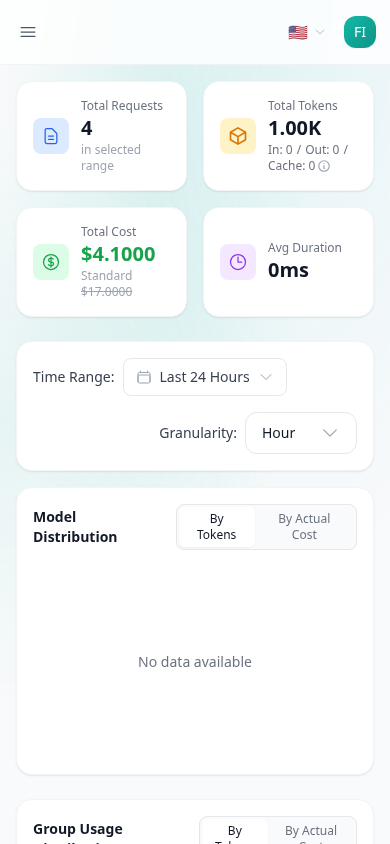 FI
Total Requests
4
in selected
range
Total Tokens
1.00K
In: 0 / Out: 0 /
Cache: 0
Total Cost
$4.1000
Standard
$17.0000
Avg Duration
0ms
Time Range:
Last 24 Hours
Granularity:
Hour
Model
Distribution
By
Tokens
By Actual
Cost
No data available
Group Usage
By
By Actual